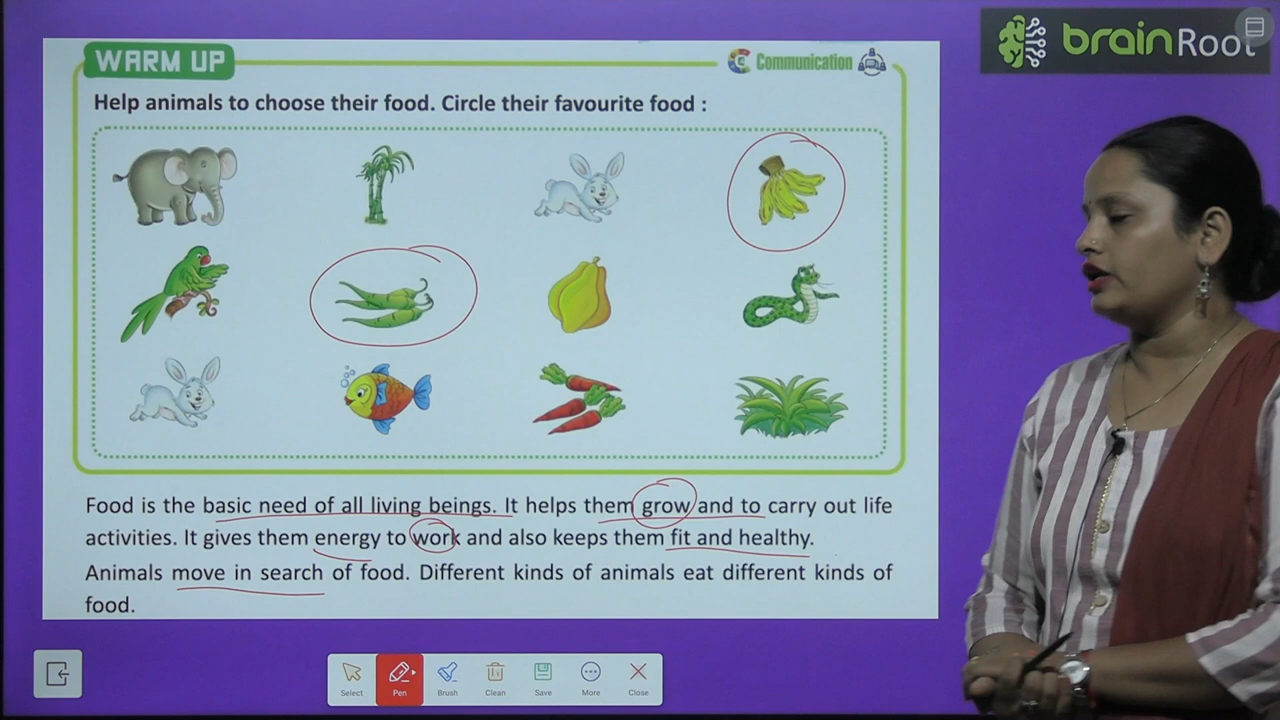 WARM UP
Communication
brainRoot
Help animals to choose their food. Circle their favourite food :
Food is the basic need of all living beings. It helps them grow and to carry out life
activities. It gives them energy to work and also keeps them fit and healthy.
Animals move in search of food. Different kinds of animals eat different kinds of
food.
Select
Pen
Brush
Clean
Save
More
Close